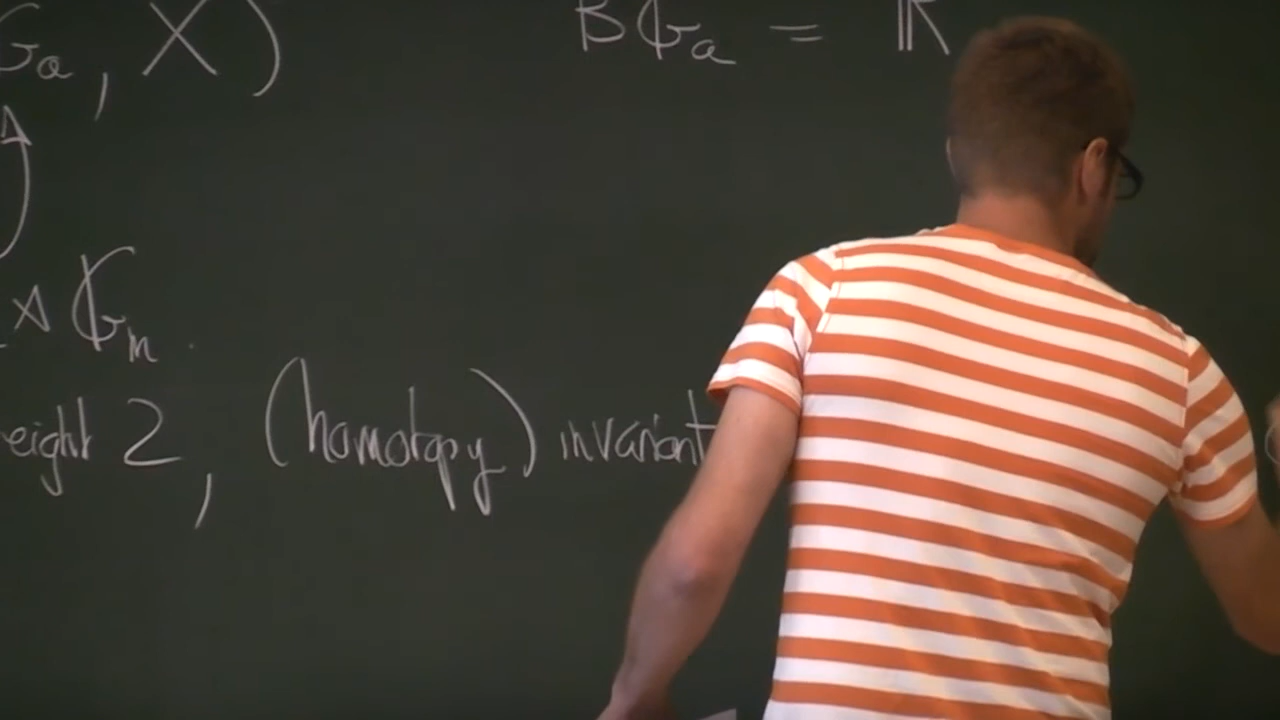 𝔾ₐ, X)
B𝔾ₐ = ℝ
⋊ 𝔾ₘ.
eight 2, (homotopy) invariant